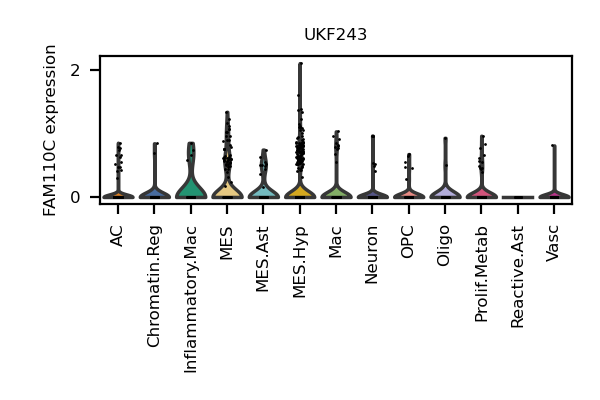 UKF243
FAM110C expression
2
0
AC
Chromatin.Reg
Inflammatory.Mac
MES
MES.Ast
MES.Hyp
Mac
Neuron
OPC
Oligo
Prolif.Metab
Reactive.Ast
Vasc